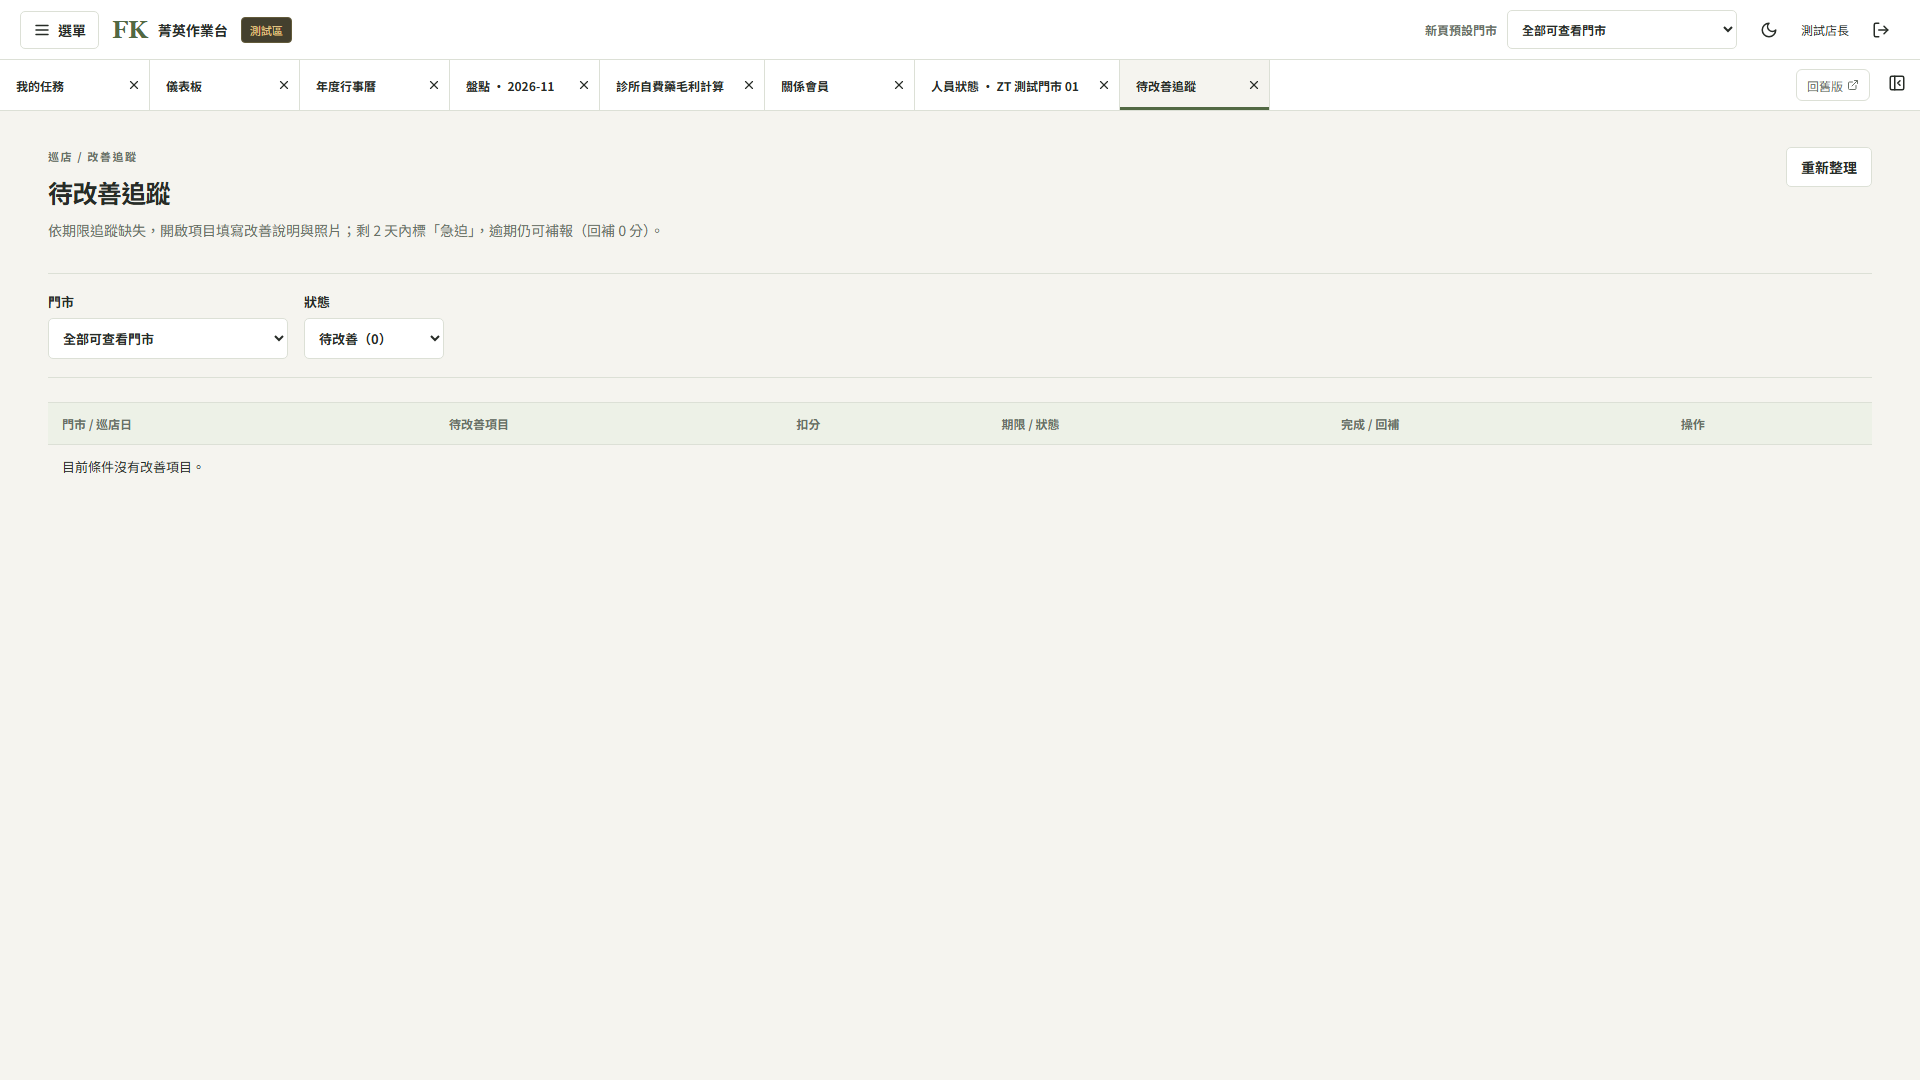 選單 FK 菁英作業台 測試區 新頁預設門市 全部可查看門市 測試店長
我的任務 儀表板 年度行事曆 盤點 • 2026-11 診所自費藥毛利計算 關係會員 人員狀態 • ZT 測試門市 01 待改善追蹤 回舊版
巡店 / 改善追蹤
待改善追蹤
重新整理
依期限追蹤缺失，開啟項目填寫改善說明與照片；剩 2 天內標「急迫」，逾期仍可補報（回補 0 分）。
門市 狀態
全部可查看門市 待改善（0）
門市 / 巡店日 待改善項目 扣分 期限 / 狀態 完成 / 回補 操作
目前條件沒有改善項目。